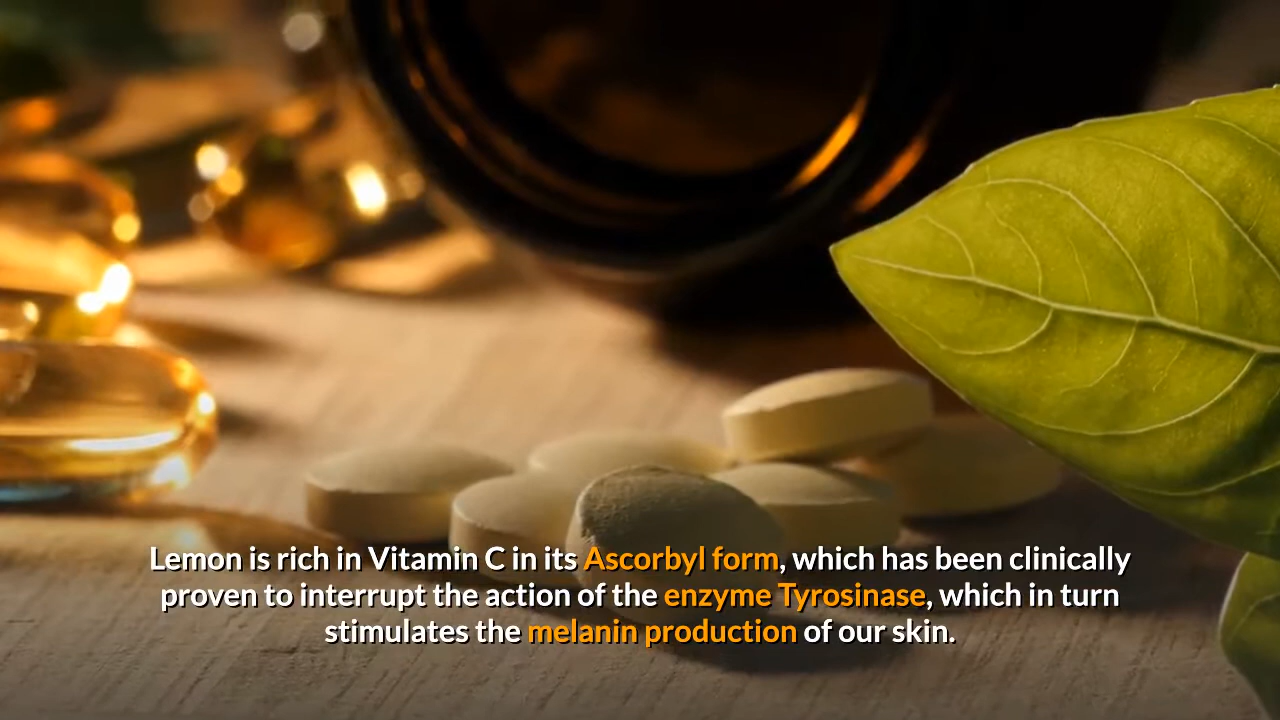 Lemon is rich in Vitamin C in its Ascorbyl form, which has been clinically
proven to interrupt the action of the enzyme Tyrosinase, which in turn
stimulates the melanin production of our skin.